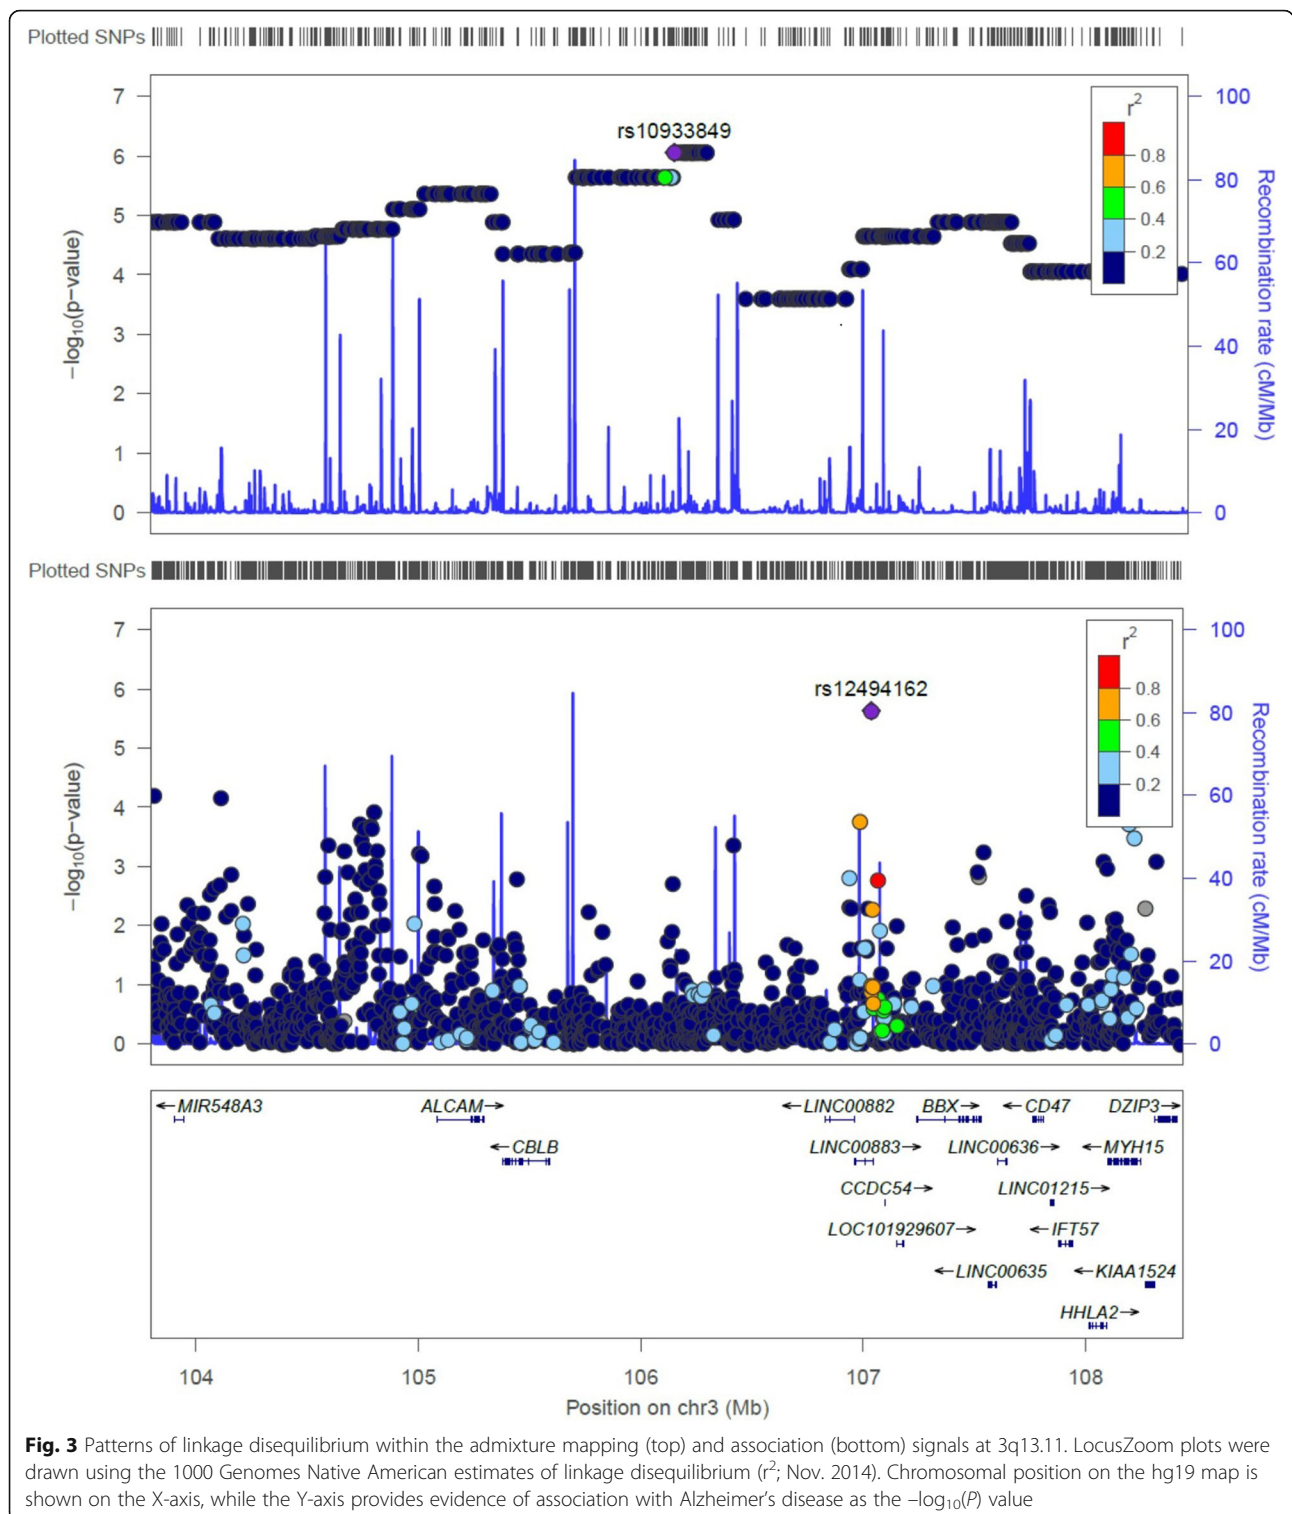 Plotted SNPs
rs10933849
r2
0.8
0.6
0.4
0.2
7
6
5
4
3
2
1
0
−log10(p−value)
100
80
60
40
20
0
Recombination rate (cM/Mb)
Plotted SNPs
rs12494162
r2
0.8
0.6
0.4
0.2
7
6
5
4
3
2
1
0
−log10(p−value)
100
80
60
40
20
0
Recombination rate (cM/Mb)
←MIR548A3 ALCAM→ ←LINC00882 BBX→ ←CD47 DZIP3→
←CBLB LINC00883→ LINC00636→ ←MYH15
CCDC54→ LINC01215→
LOC101929607→ ←IFT57
←LINC00635 ←KIAA1524
HHLA2→
104 105 106 107 108
Position on chr3 (Mb)
Fig. 3 Patterns of linkage disequilibrium within the admixture mapping (top) and association (bottom) signals at 3q13.11. LocusZoom plots were
drawn using the 1000 Genomes Native American estimates of linkage disequilibrium (r2; Nov. 2014). Chromosomal position on the hg19 map is
shown on the X-axis, while the Y-axis provides evidence of association with Alzheimer's disease as the –log10(P) value